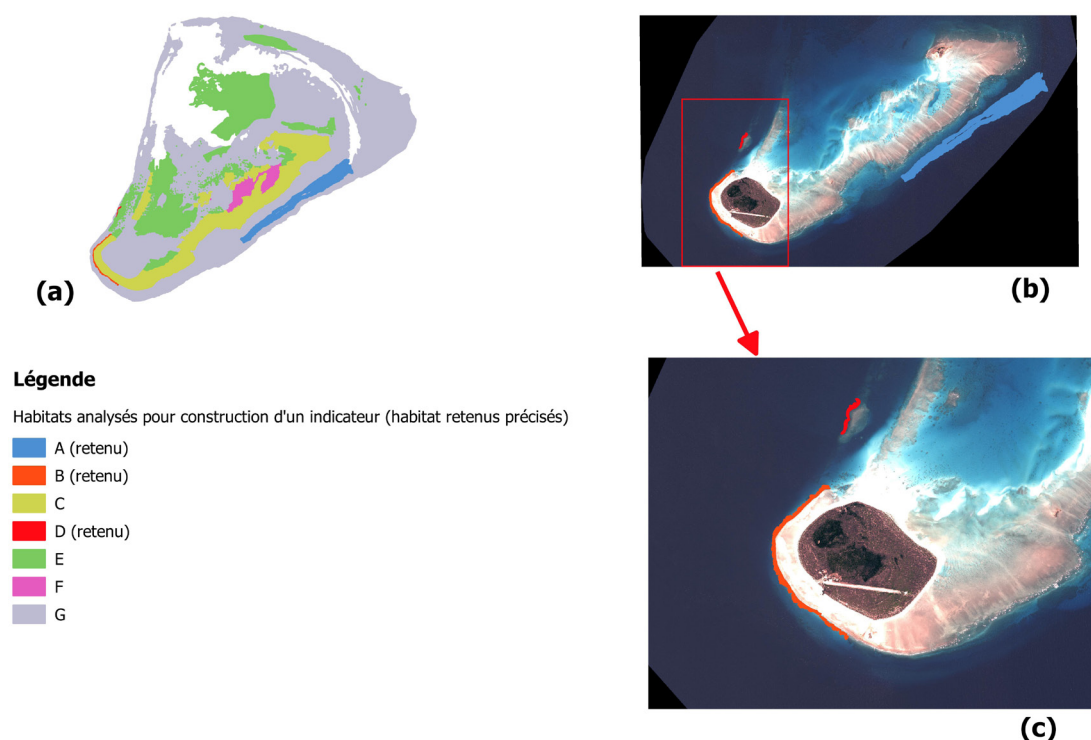 (a)
(b)
Légende
Habitats analysés pour construction d'un indicateur (habitat retenus précisés)
A (retenu)
B (retenu)
C
D (retenu)
E
F
G
(c)